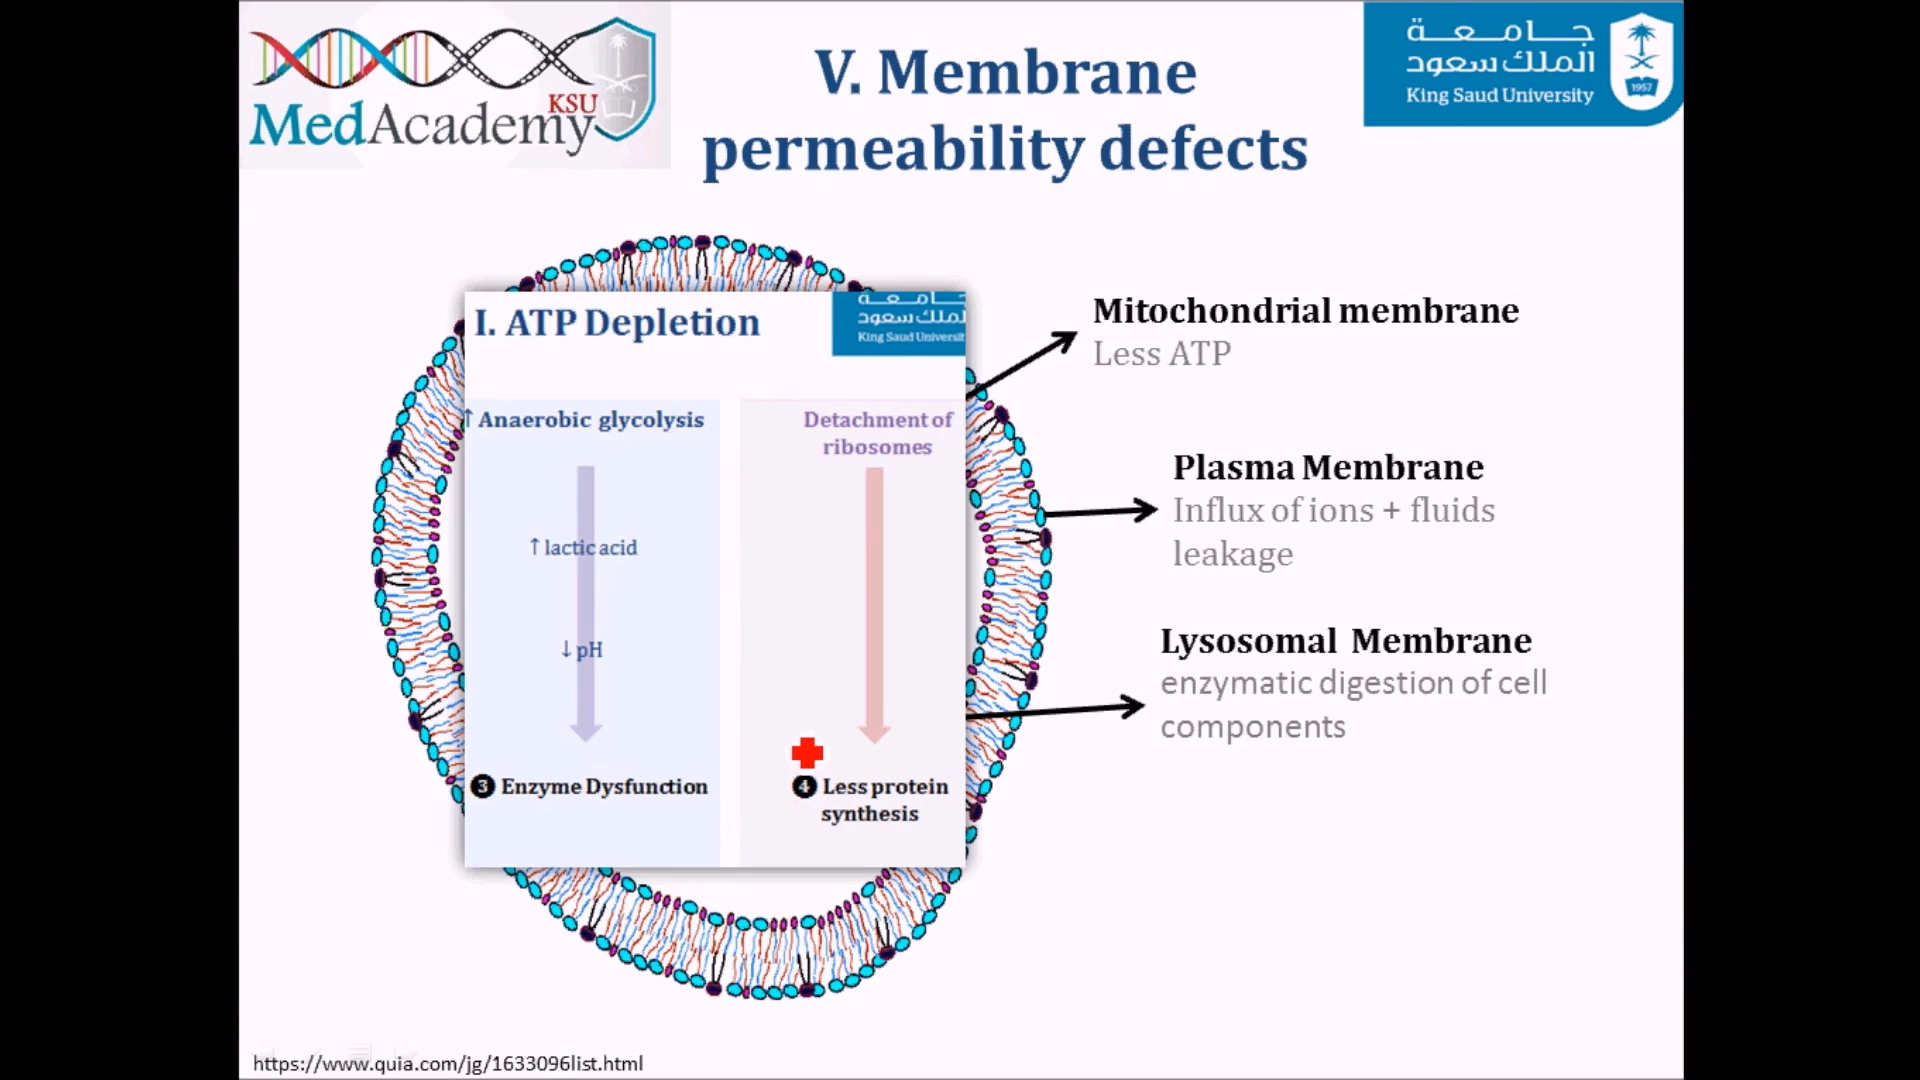 MedAcademy
KSU
V. Membrane
permeability defects
جامعة
الملك سعود
King Saud University
1957
I. ATP Depletion
جامعة
الملك سعود
King Saud Universit
↑ Anaerobic glycolysis
↑ lactic acid
↓ pH
❸ Enzyme Dysfunction
Detachment of
ribosomes
❹ Less protein
synthesis
Mitochondrial membrane
Less ATP
Plasma Membrane
Influx of ions + fluids
leakage
Lysosomal Membrane
enzymatic digestion of cell
components
https://www.quia.com/jg/1633096list.html